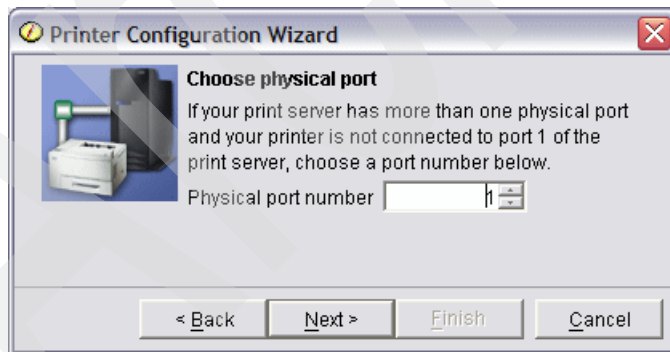 Printer Configuration Wizard
Choose physical port
If your print server has more than one physical port
and your printer is not connected to port 1 of the
print server, choose a port number below.
Physical port number 1
< Back Next > Finish Cancel